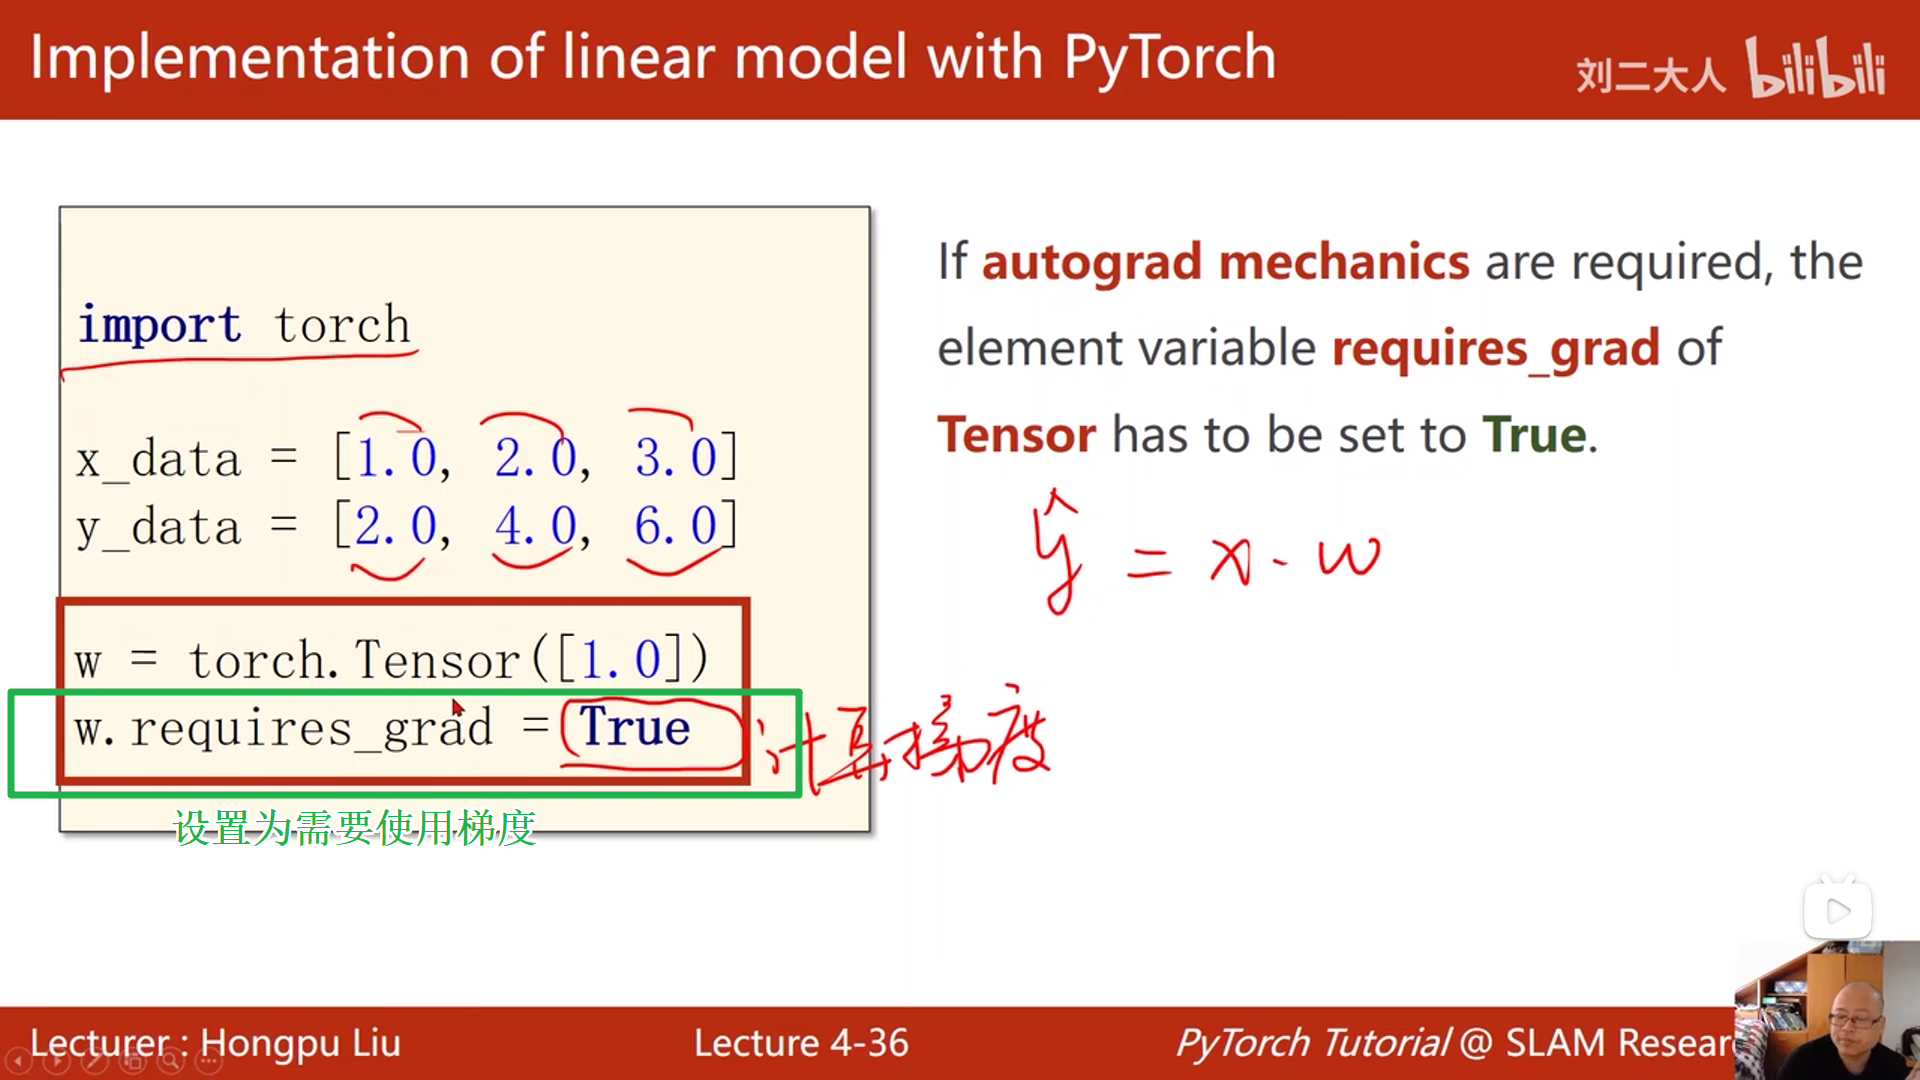 Implementation of linear model with PyTorch
刘二大人 bilibili
import torch
x_data = [1.0, 2.0, 3.0]
y_data = [2.0, 4.0, 6.0]
w = torch.Tensor([1.0])
w.requires_grad = True
计算梯度
设置为需要使用梯度
If autograd mechanics are required, the
element variable requires_grad of
Tensor has to be set to True.
ŷ = x · w
Lecturer : Hongpu Liu
Lecture 4-36
PyTorch Tutorial @ SLAM Resear